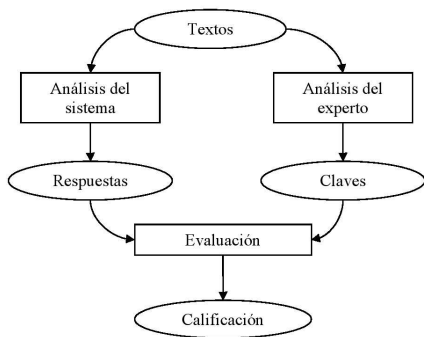 Textos
Análisis del
sistema
Análisis del
experto
Respuestas
Claves
Evaluación
Calificación